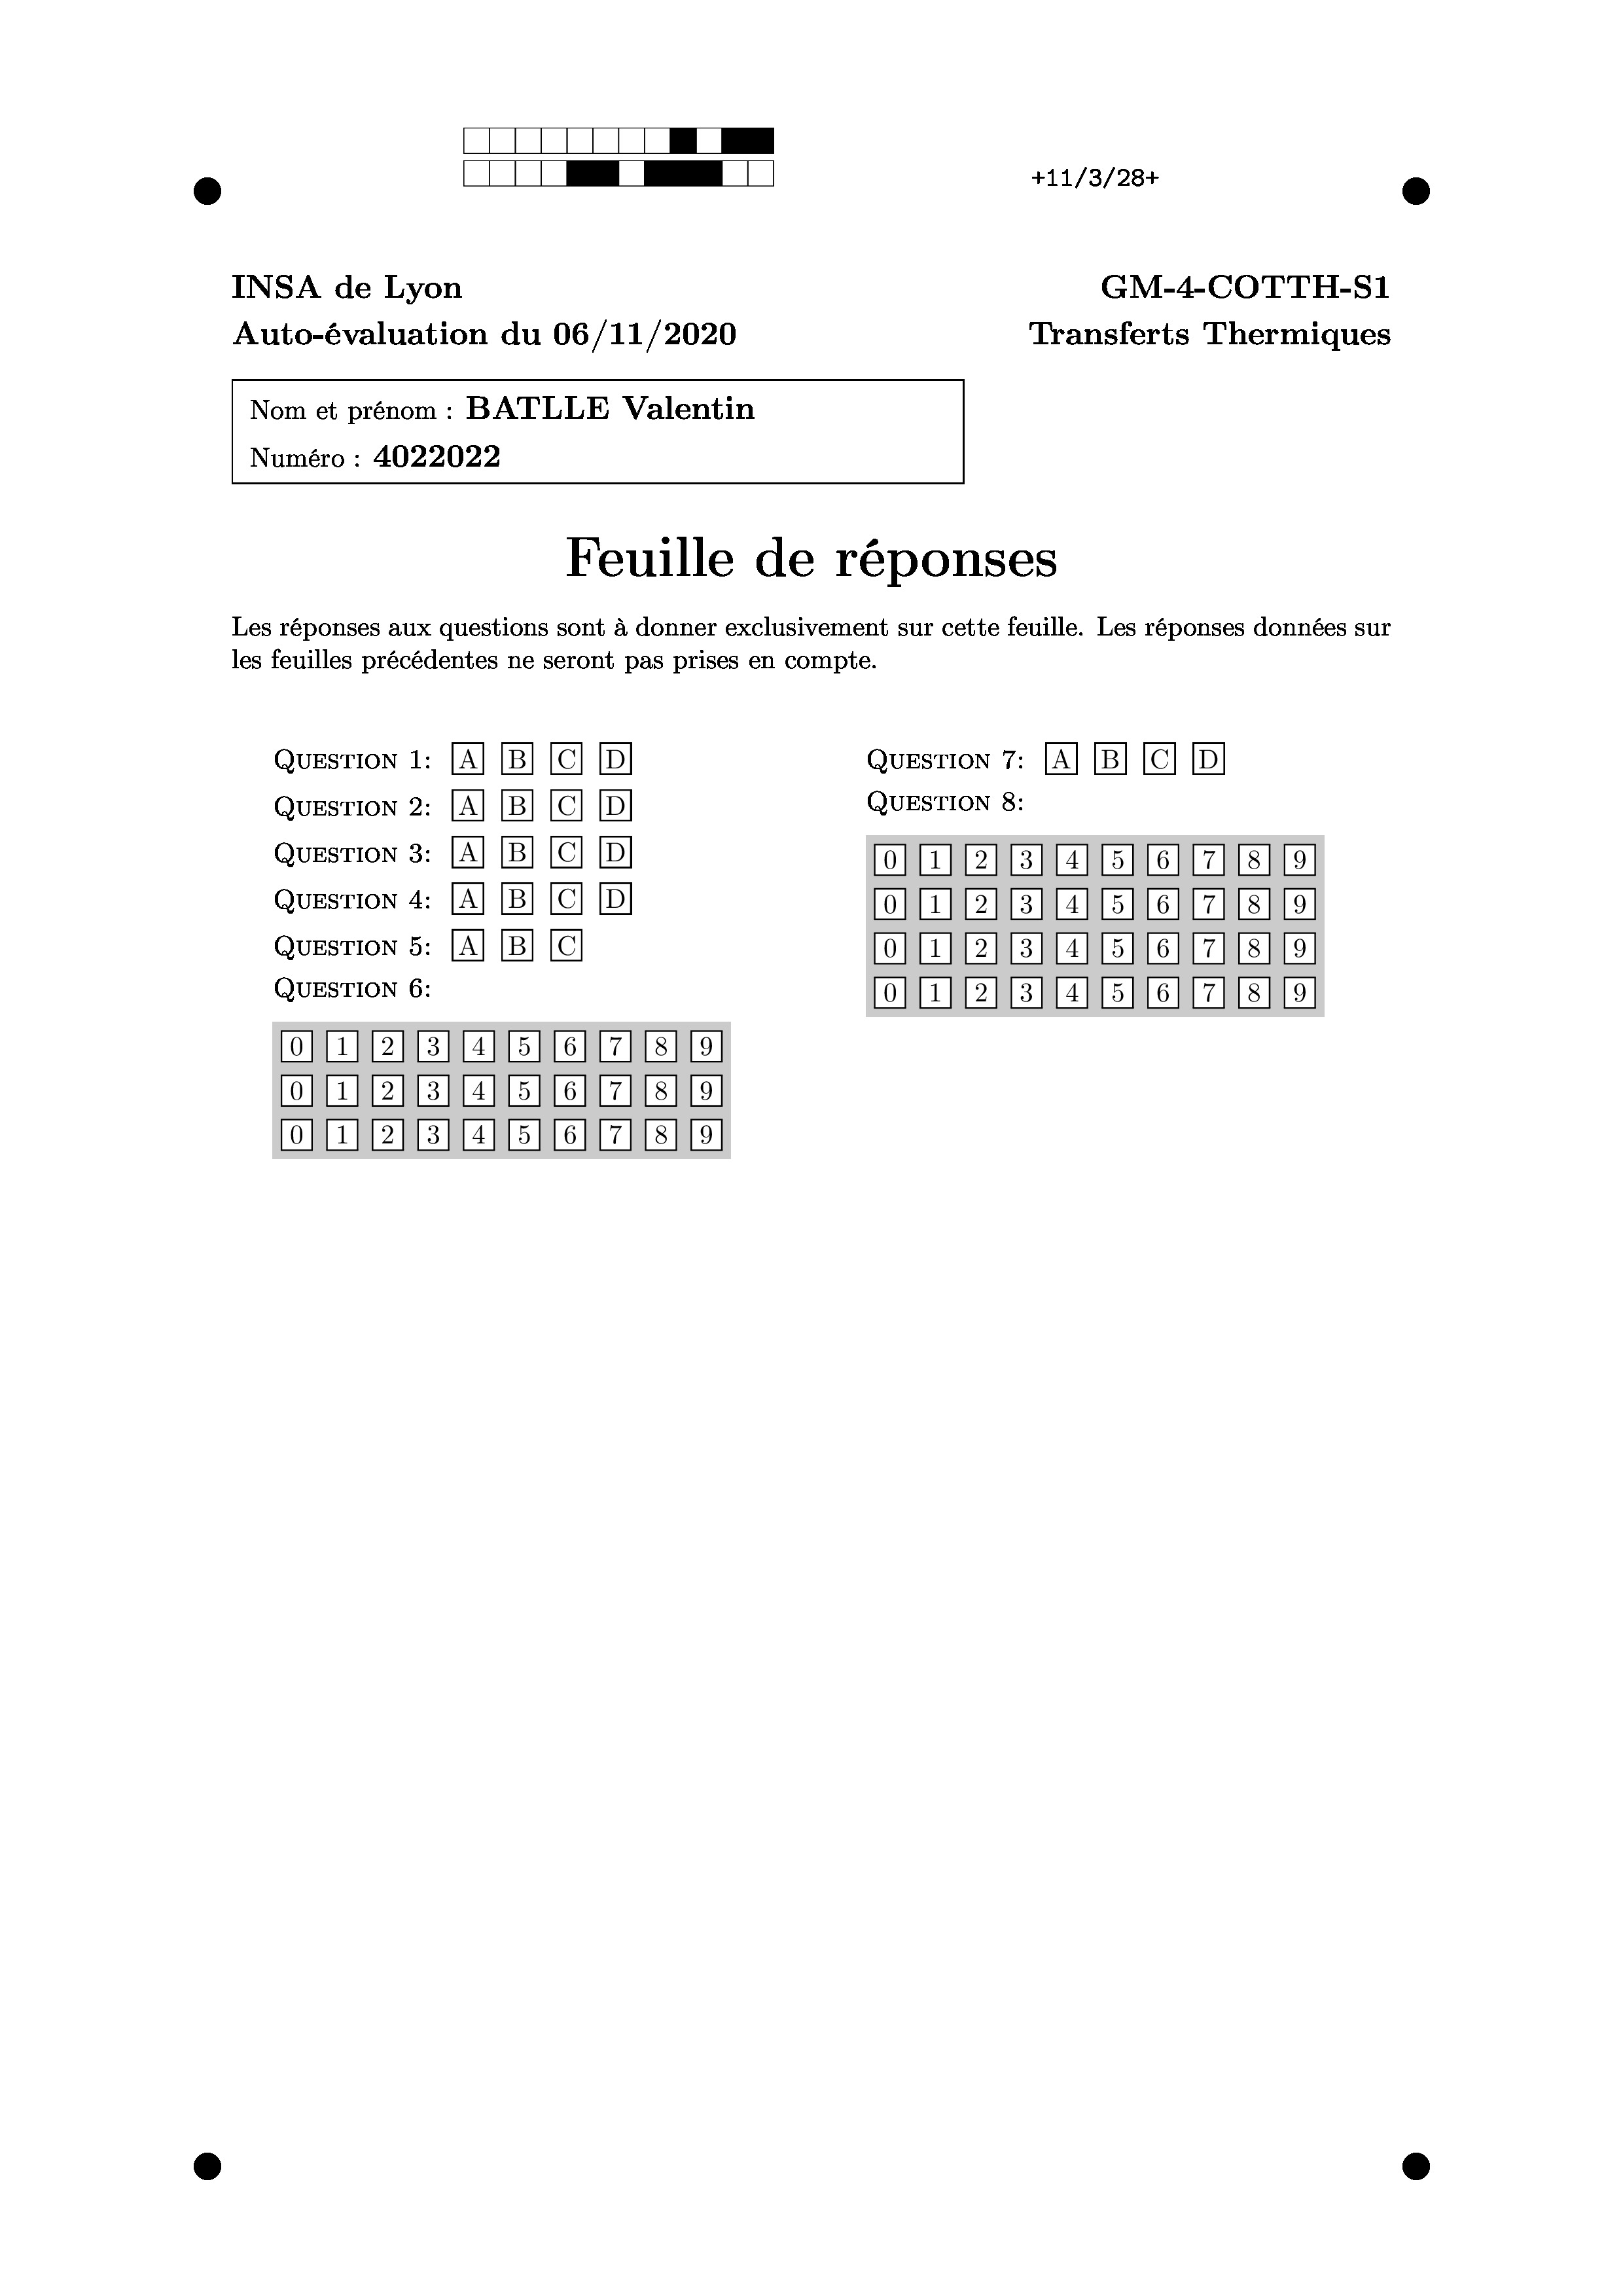 +11/3/28+
INSA de Lyon GM-4-COTTH-S1
Auto-évaluation du 06/11/2020 Transferts Thermiques
Nom et prénom : BATLLE Valentin
Numéro : 4022022
Feuille de réponses
Les réponses aux questions sont à donner exclusivement sur cette feuille. Les réponses données sur
les feuilles précédentes ne seront pas prises en compte.
QUESTION 1: A B C D
QUESTION 2: A B C D
QUESTION 3: A B C D
QUESTION 4: A B C D
QUESTION 5: A B C
QUESTION 6:
0 1 2 3 4 5 6 7 8 9
0 1 2 3 4 5 6 7 8 9
0 1 2 3 4 5 6 7 8 9
QUESTION 7: A B C D
QUESTION 8:
0 1 2 3 4 5 6 7 8 9
0 1 2 3 4 5 6 7 8 9
0 1 2 3 4 5 6 7 8 9
0 1 2 3 4 5 6 7 8 9